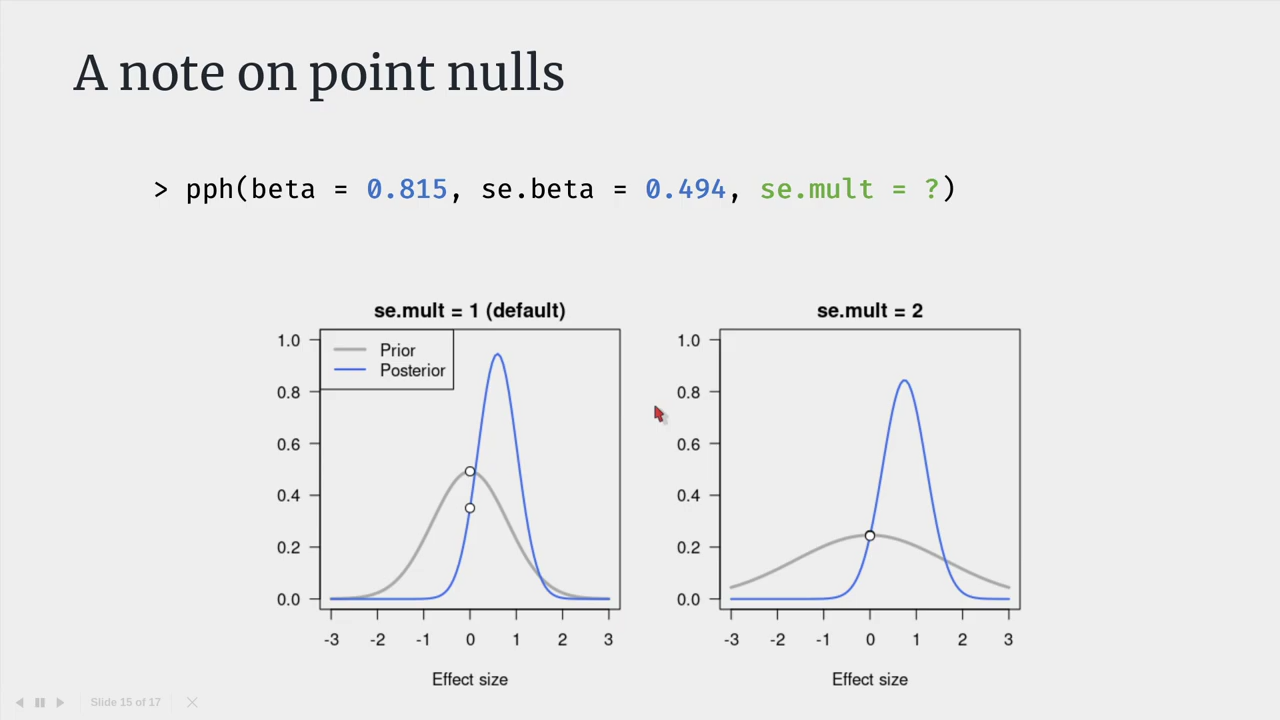 A note on point nulls
> pph(beta = 0.815, se.beta = 0.494, se.mult = ?)
se.mult = 1 (default)
Prior
Posterior
1.0
0.8
0.6
0.4
0.2
0.0
-3 -2 -1 0 1 2 3
Effect size
se.mult = 2
1.0
0.8
0.6
0.4
0.2
0.0
-3 -2 -1 0 1 2 3
Effect size
Slide 15 of 17